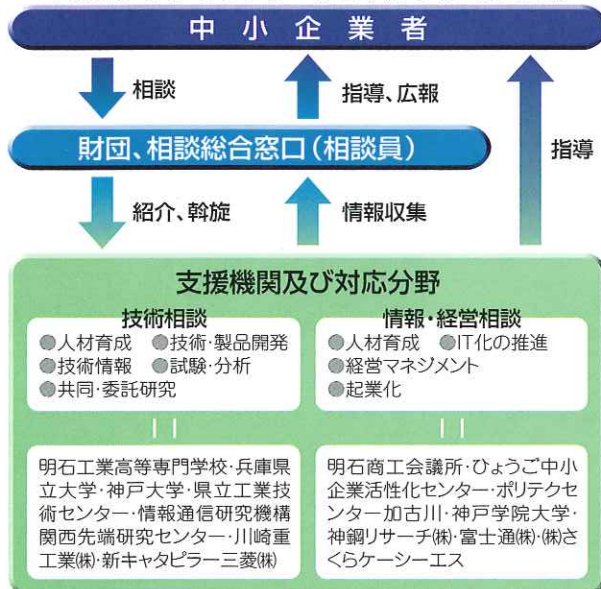 中小企業者
相談
指導、広報
指導
財団、相談総合窓口(相談員)
紹介、斡旋
情報収集
支援機関及び対応分野
技術相談
●人材育成 ●技術・製品開発
●技術情報 ●試験・分析
●共同・委託研究
情報・経営相談
●人材育成 ●IT化の推進
●経営マネジメント
●起業化
明石工業高等専門学校・兵庫県
立大学・神戸大学・県立工業技
術センター・情報通信研究機構
関西先端研究センター・川崎重
工業㈱・新キャタピラー三菱㈱
明石商工会議所・ひょうご中小
企業活性化センター・ポリテクセ
ンター加古川・神戸学院大学・
神鋼リサーチ㈱・富士通㈱・㈱さ
くらケーシーエス